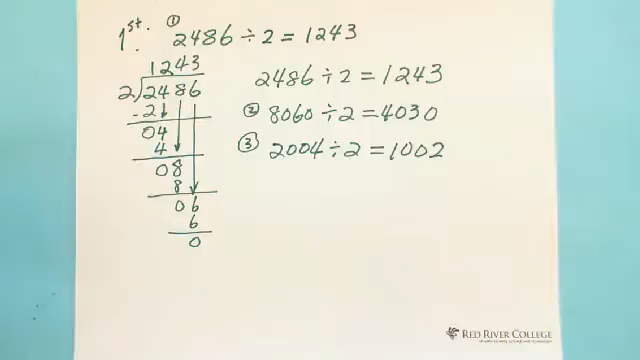 1st. ① 2486 ÷ 2 = 1243
1243
2)2486
-2
04
4
08
8
06
6
0
2486 ÷ 2 = 1243
② 8060 ÷ 2 = 4030
③ 2004 ÷ 2 = 1002
RED RIVER COLLEGE